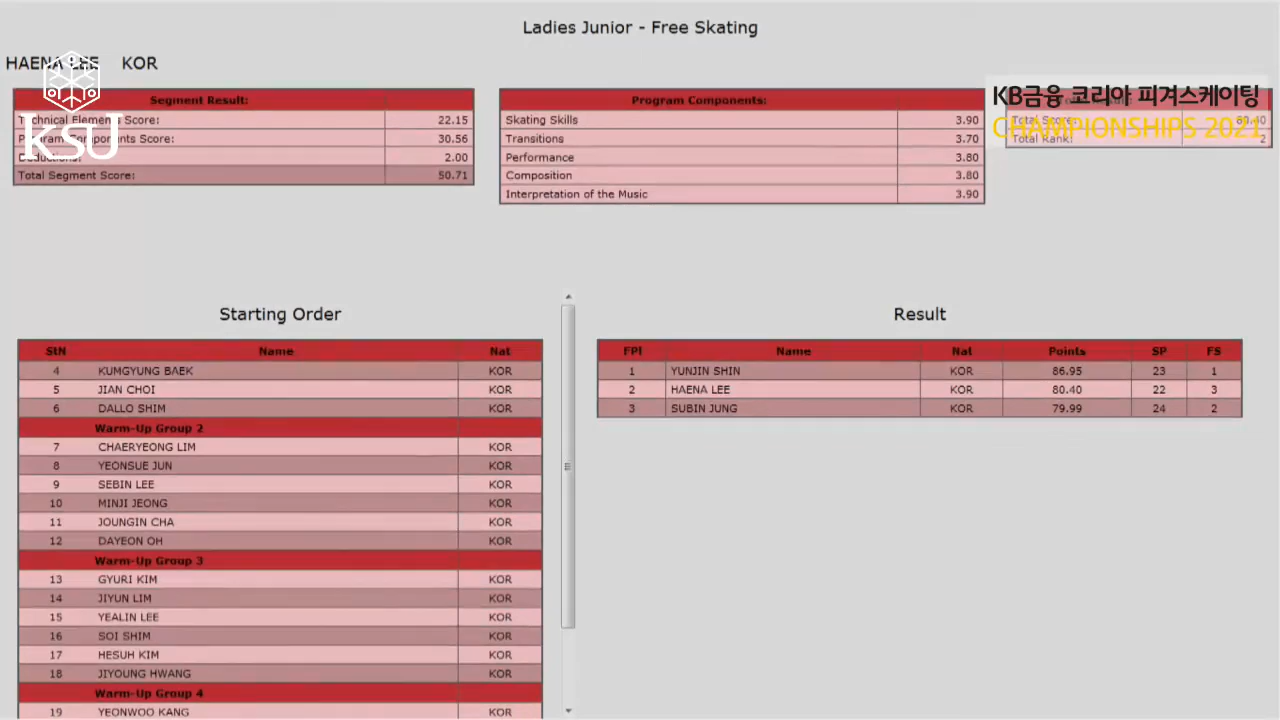 Ladies Junior - Free Skating
HAENA LEE KOR
KSU
KB금융 코리아 피겨스케이팅
CHAMPIONSHIPS 2021
Segment Result:
Technical Elements Score: 22.15
Program Components Score: 30.56
Deductions: 2.00
Total Segment Score: 50.71
Program Components:
Skating Skills 3.90
Transitions 3.70
Performance 3.80
Composition 3.80
Interpretation of the Music 3.90
Total Score: 80.40
Total Rank: 2
Starting Order
StN Name Nat
4 KUMGYUNG BAEK KOR
5 JIAN CHOI KOR
6 DALLO SHIM KOR
Warm-Up Group 2
7 CHAERYEONG LIM KOR
8 YEONSUE JUN KOR
9 SEBIN LEE KOR
10 MINJI JEONG KOR
11 JOUNGIN CHA KOR
12 DAYEON OH KOR
Warm-Up Group 3
13 GYURI KIM KOR
14 JIYUN LIM KOR
15 YEALIN LEE KOR
16 SOI SHIM KOR
17 HESUH KIM KOR
18 JIYOUNG HWANG KOR
Warm-Up Group 4
19 YEONWOO KANG KOR
Result
FPl Name Nat Points SP FS
1 YUNJIN SHIN KOR 86.95 23 1
2 HAENA LEE KOR 80.40 22 3
3 SUBIN JUNG KOR 79.99 24 2